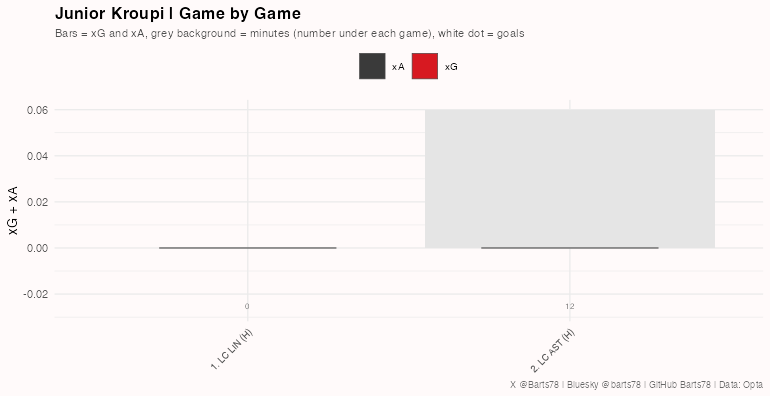 Junior Kroupi | Game by Game
Bars = xG and xA, grey background = minutes (number under each game), white dot = goals
xA
xG
xG + xA
0.06
0.04
0.02
0.00
-0.02
0
12
1. LC LIN (H)
2. LC AST (H)
X @Barts78 | Bluesky @barts78 | GitHub Barts78 | Data: Opta